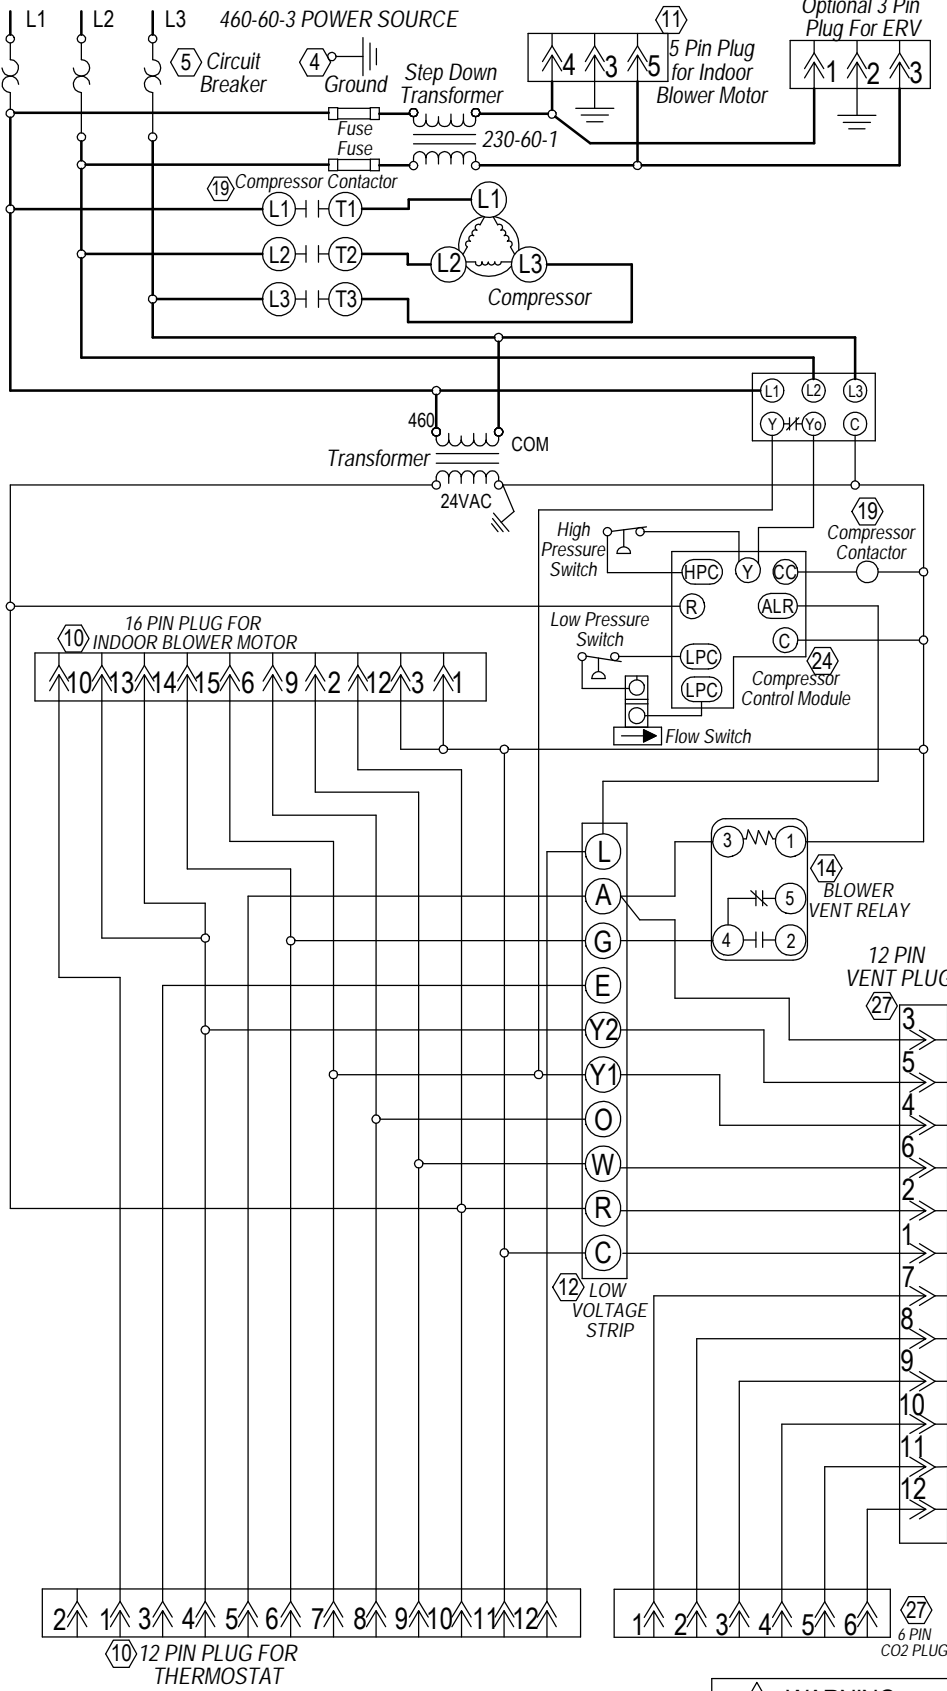 L1 L2 L3 460-60-3 POWER SOURCE
5 Circuit
Breaker
4
Ground
Step Down
Transformer
11
5 Pin Plug
for Indoor
Blower Motor
4 3 5
Optional 3 Pin
Plug For ERV
1 2 3
Fuse
Fuse
230-60-1
19 Compressor Contactor
L1 T1 L1
L2 T2 L2 L3
L3 T3
Compressor
460
COM
Transformer
24VAC
L1 L2 L3
Y Yo C
High
Pressure
Switch
19
Compressor
Contactor
HPC Y CC
R ALR
C
LPC
LPC
Low Pressure
Switch
24
Compressor
Control Module
Flow Switch
16 PIN PLUG FOR
10 INDOOR BLOWER MOTOR
10 13 14 15 6 9 2 12 3 1
L
A
G
E
Y2
Y1
O
W
R
C
12 LOW
VOLTAGE
STRIP
3 1
5
4 2
14
BLOWER
VENT RELAY
12 PIN
VENT PLUG
27
3
5
4
6
2
1
7
8
9
10
11
12
2 1 3 4 5 6 7 8 9 10 11 12
10 12 PIN PLUG FOR
THERMOSTAT
1 2 3 4 5 6
27
6 PIN
CO2 PLUG
WARNING